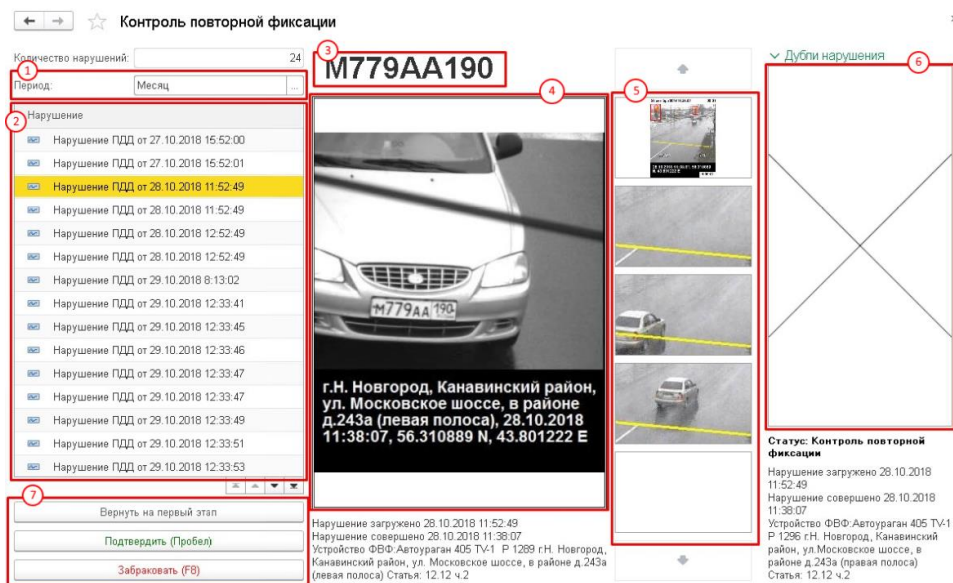 Контроль повторной фиксации
Количество нарушений: 24
1
Период: Месяц ...
2
Нарушение
Нарушение ПДД от 27.10.2018 15:52:00
Нарушение ПДД от 27.10.2018 15:52:01
Нарушение ПДД от 28.10.2018 11:52:49
Нарушение ПДД от 28.10.2018 11:52:49
Нарушение ПДД от 28.10.2018 12:52:49
Нарушение ПДД от 28.10.2018 12:52:49
Нарушение ПДД от 29.10.2018 8:13:02
Нарушение ПДД от 29.10.2018 12:33:41
Нарушение ПДД от 29.10.2018 12:33:45
Нарушение ПДД от 29.10.2018 12:33:46
Нарушение ПДД от 29.10.2018 12:33:47
Нарушение ПДД от 29.10.2018 12:33:47
Нарушение ПДД от 29.10.2018 12:33:49
Нарушение ПДД от 29.10.2018 12:33:51
Нарушение ПДД от 29.10.2018 12:33:53
7
Вернуть на первый этап
Подтвердить (Пробел)
Забраковать (F8)
3
М779АА190
4
М779АА 190
г.Н. Новгород, Канавинский район,
ул. Московское шоссе, в районе
д.243а (левая полоса), 28.10.2018
11:38:07, 56.310889 N, 43.801222 E
Нарушение загружено 28.10.2018 11:52:49
Нарушение совершено 28.10.2018 11:38:07
Устройство ФВФ:Автоураган 405 TV-1 Р 1289 г.Н. Новгород,
Канавинский район, ул. Московское шоссе, в районе д.243а
(левая полоса) Статья: 12.12 ч.2
5
Дубли нарушения
6
Статус: Контроль повторной
фиксации
Нарушение загружено 28.10.2018
11:52:49
Нарушение совершено 28.10.2018
11:38:07
Устройство ФВФ:Автоураган 405 TV-1
Р 1296 г.Н. Новгород, Канавинский
район, ул.Московское шоссе, в
районе д.243а (правая полоса)
Статья: 12.12 ч.2